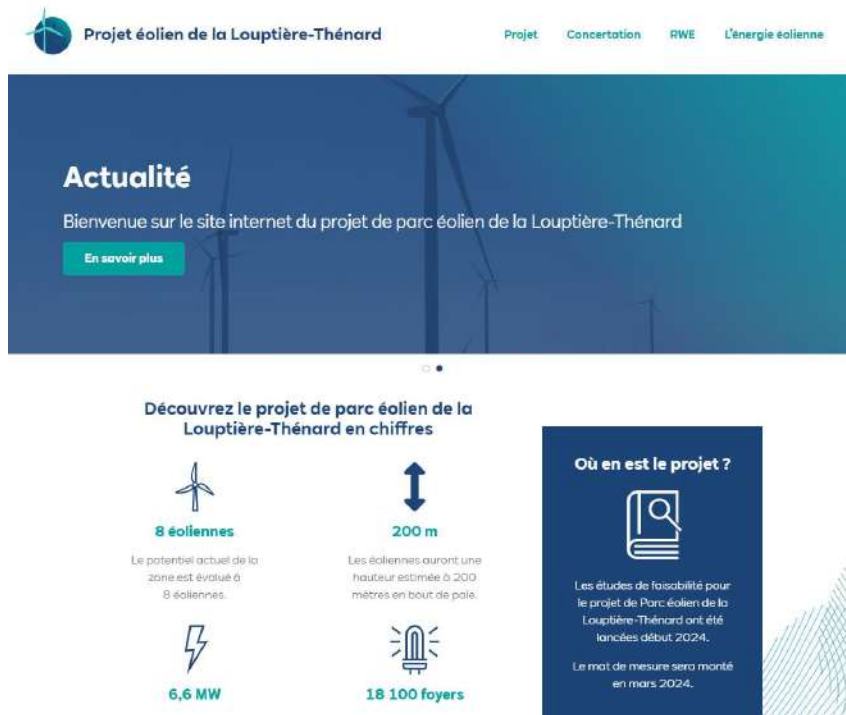 Projet éolien de la Louptière-Thénard
Projet Concertation RWE L'énergie éolienne
Actualité
Bienvenue sur le site internet du projet de parc éolien de la Louptière-Thénard
En savoir plus
Découvrez le projet de parc éolien de la
Louptière-Thénard en chiffres
8 éoliennes
Le potentiel actuel de la
zone est évalué à
8 éoliennes.
200 m
Les éoliennes auront une
hauteur estimée à 200
mètres en bout de pale.
6,6 MW
18 100 foyers
Où en est le projet ?
Les études de faisabilité pour
le projet de Parc éolien de la
Louptière-Thénard ont été
lancées début 2024.
Le mat de mesure sera monté
en mars 2024.